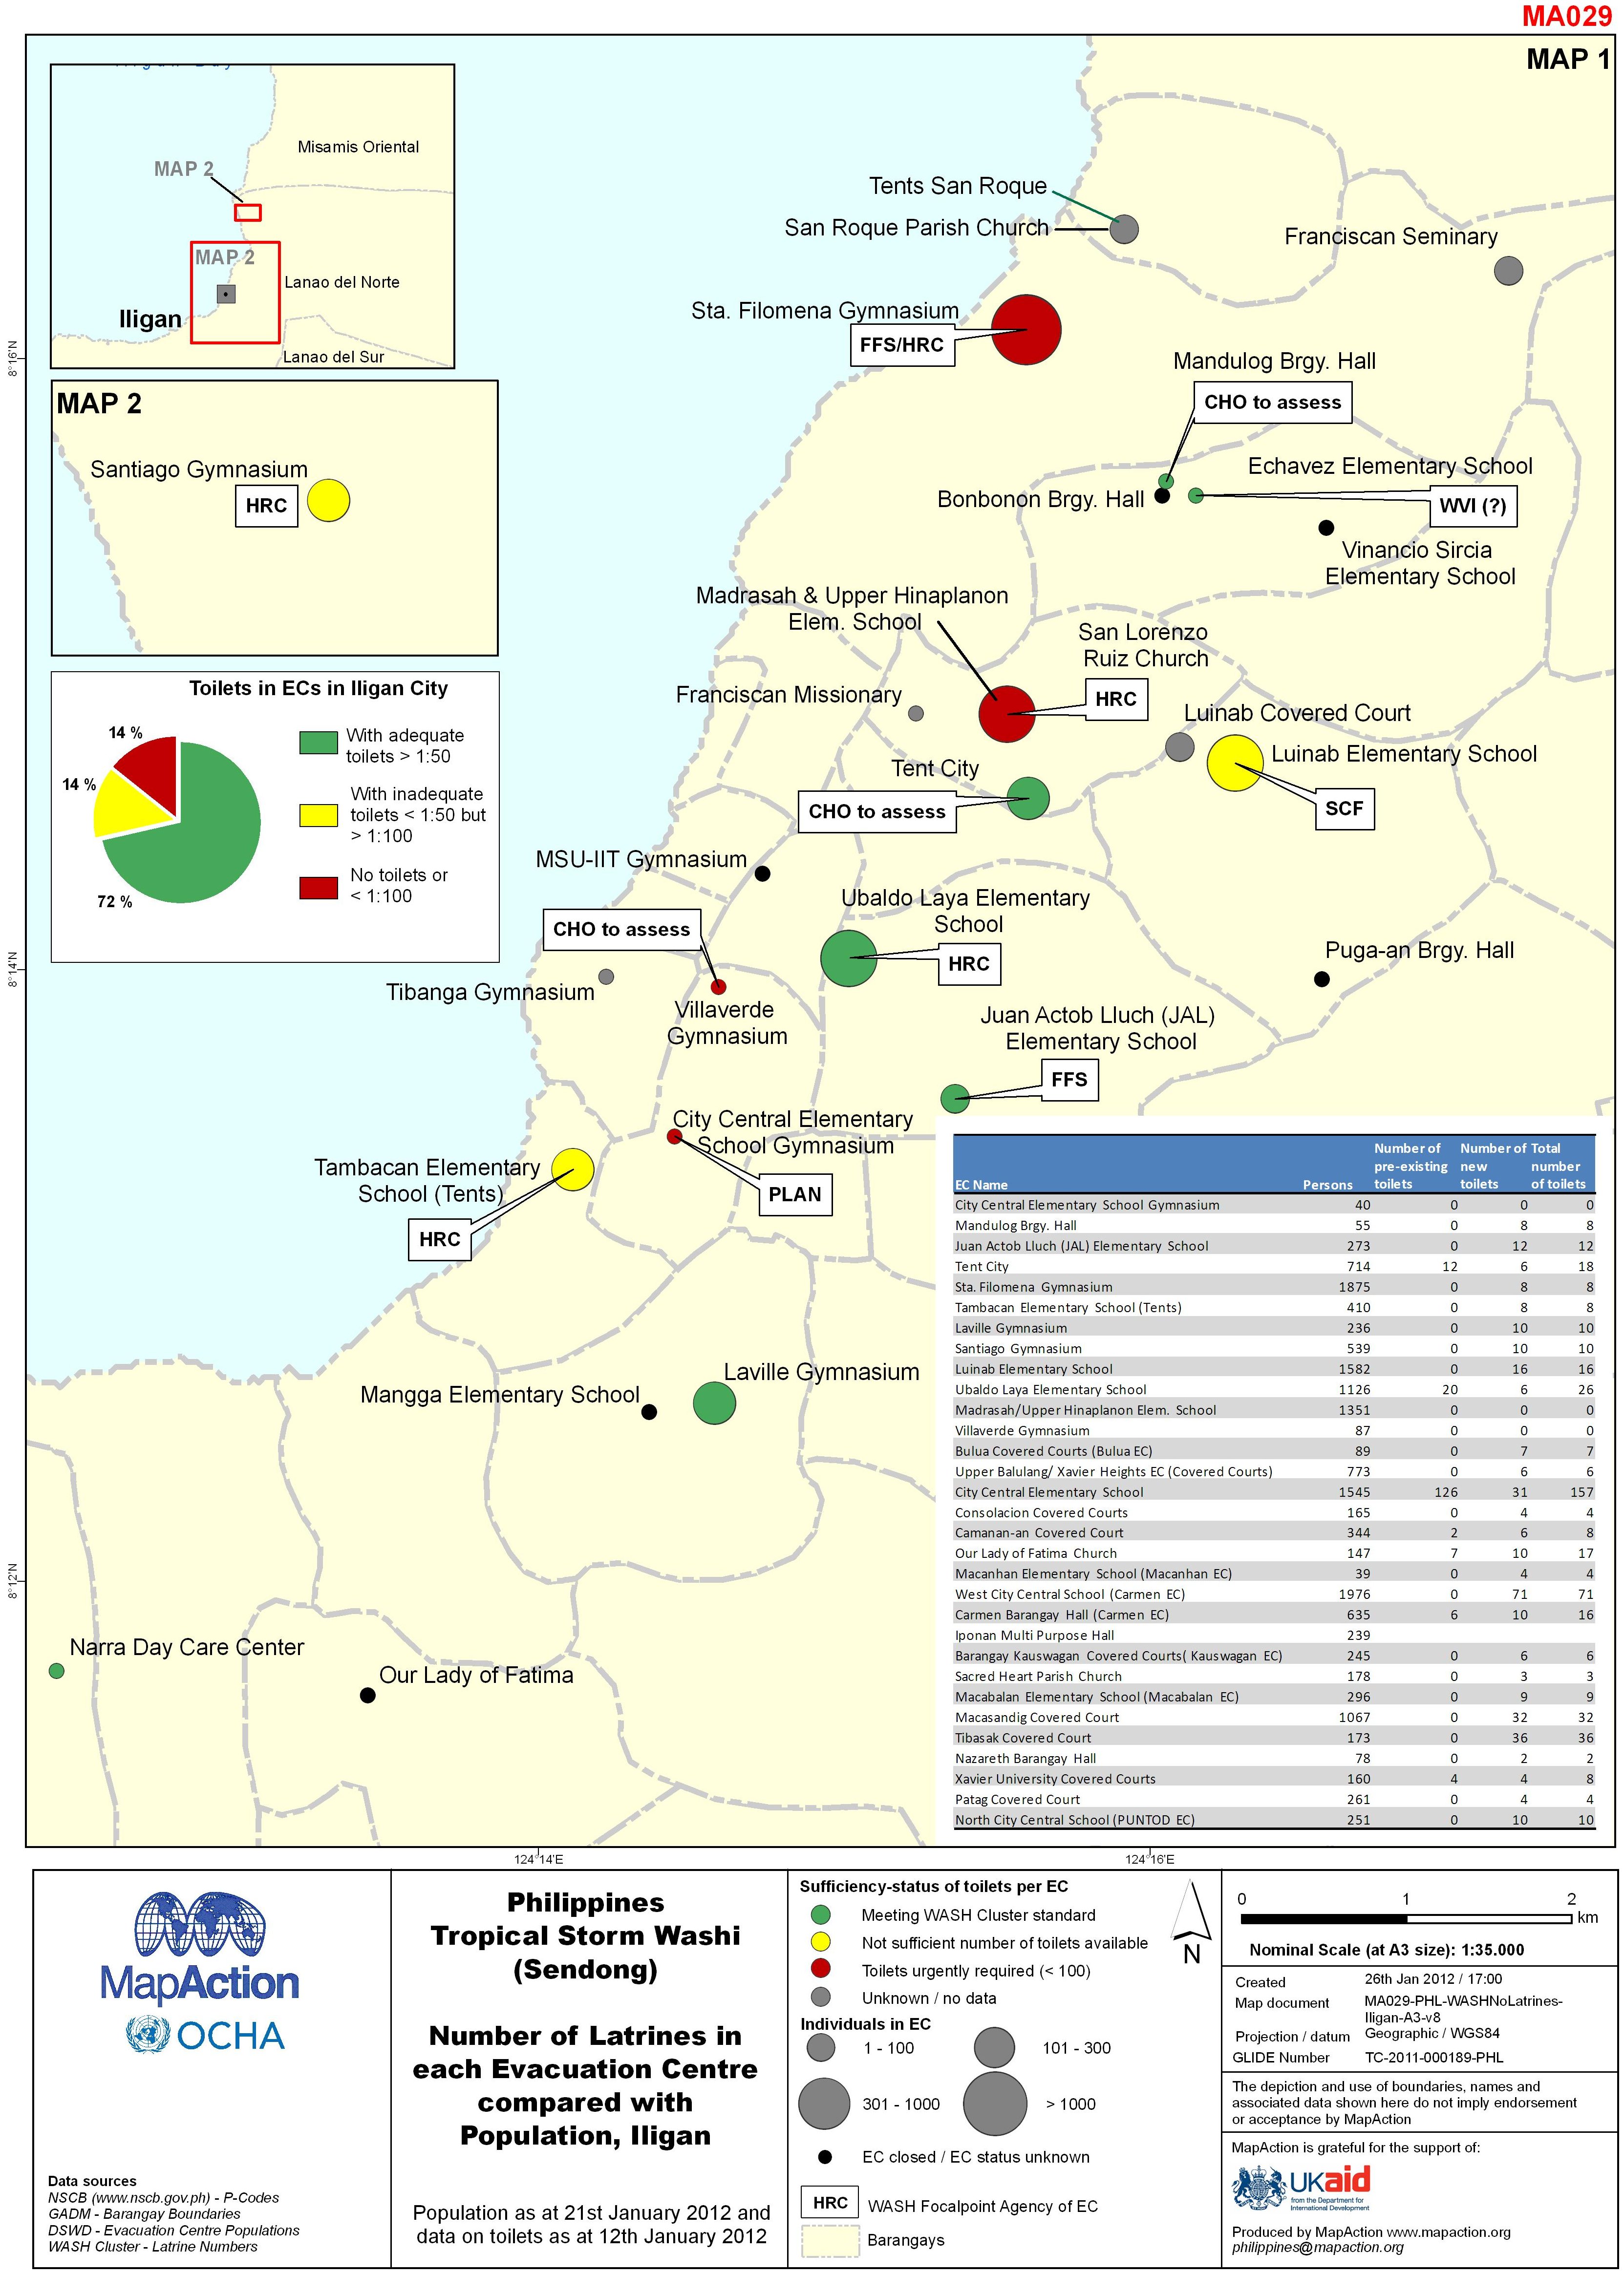 MA029
MAP 1
Misamis Oriental
MAP 2
MAP 2
Lanao del Norte
Iligan
Lanao del Sur
MAP 2
Santiago Gymnasium
HRC
Toilets in ECs in Iligan City
14 %
14 %
72 %
With adequate
toilets > 1:50
With inadequate
toilets < 1:50 but
> 1:100
No toilets or
< 1:100
8°16'N
8°14'N
8°12'N
124°14'E
124°16'E
Tents San Roque
San Roque Parish Church
Franciscan Seminary
Sta. Filomena Gymnasium
FFS/HRC
Mandulog Brgy. Hall
CHO to assess
Echavez Elementary School
Bonbonon Brgy. Hall
WVI (?)
Vinancio Sircia
Elementary School
Madrasah & Upper Hinaplanon
Elem. School
San Lorenzo
Ruiz Church
Franciscan Missionary
HRC
Luinab Covered Court
Luinab Elementary School
Tent City
CHO to assess
SCF
MSU-IIT Gymnasium
Ubaldo Laya Elementary
School
CHO to assess
HRC
Puga-an Brgy. Hall
Tibanga Gymnasium
Villaverde
Gymnasium
Juan Actob Lluch (JAL)
Elementary School
FFS
City Central Elementary
School Gymnasium
Tambacan Elementary
School (Tents)
PLAN
HRC
Laville Gymnasium
Mangga Elementary School
Narra Day Care Center
Our Lady of Fatima
EC Name Persons Number of pre-existing toilets Number of new toilets Total number of toilets
City Central Elementary School Gymnasium 40 0 0 0
Mandulog Brgy. Hall 55 0 8 8
Juan Actob Lluch (JAL) Elementary School 273 0 12 12
Tent City 714 12 6 18
Sta. Filomena Gymnasium 1875 0 8 8
Tambacan Elementary School (Tents) 410 0 8 8
Laville Gymnasium 236 0 10 10
Santiago Gymnasium 539 0 10 10
Luinab Elementary School 1582 0 16 16
Ubaldo Laya Elementary School 1126 20 6 26
Madrasah/Upper Hinaplanon Elem. School 1351 0 0 0
Villaverde Gymnasium 87 0 0 0
Bulua Covered Courts (Bulua EC) 89 0 7 7
Upper Balulang/ Xavier Heights EC (Covered Courts) 773 0 6 6
City Central Elementary School 1545 126 31 157
Consolacion Covered Courts 165 0 4 4
Camanan-an Covered Court 344 2 6 8
Our Lady of Fatima Church 147 7 10 17
Macanhan Elementary School (Macanhan EC) 39 0 4 4
West City Central School (Carmen EC) 1976 0 71 71
Carmen Barangay Hall (Carmen EC) 635 6 10 16
Iponan Multi Purpose Hall 239
Barangay Kauswagan Covered Courts( Kauswagan EC) 245 0 6 6
Sacred Heart Parish Church 178 0 3 3
Macabalan Elementary School (Macabalan EC) 296 0 9 9
Macasandig Covered Court 1067 0 32 32
Tibasak Covered Court 173 0 36 36
Nazareth Barangay Hall 78 0 2 2
Xavier University Covered Courts 160 4 4 8
Patag Covered Court 261 0 4 4
North City Central School (PUNTOD EC) 251 0 10 10
MapAction
OCHA
Data sources
NSCB (www.nscb.gov.ph) - P-Codes
GADM - Barangay Boundaries
DSWD - Evacuation Centre Populations
WASH Cluster - Latrine Numbers
Philippines
Tropical Storm Washi
(Sendong)
Number of Latrines in
each Evacuation Centre
compared with
Population, Iligan
Population as at 21st January 2012 and
data on toilets as at 12th January 2012
Sufficiency-status of toilets per EC
Meeting WASH Cluster standard
Not sufficient number of toilets available
Toilets urgently required (< 100)
Unknown / no data
Individuals in EC
1 - 100
101 - 300
301 - 1000
> 1000
EC closed / EC status unknown
HRC WASH Focalpoint Agency of EC
Barangays
N
0 1 2
km
Nominal Scale (at A3 size): 1:35.000
Created 26th Jan 2012 / 17:00
Map document MA029-PHL-WASHNoLatrines-
Iligan-A3-v8
Projection / datum Geographic / WGS84
GLIDE Number TC-2011-000189-PHL
The depiction and use of boundaries, names and
associated data shown here do not imply endorsement
or acceptance by MapAction
MapAction is grateful for the support of:
UKaid
from the Department for
International Development
Produced by MapAction www.mapaction.org
philippines@mapaction.org